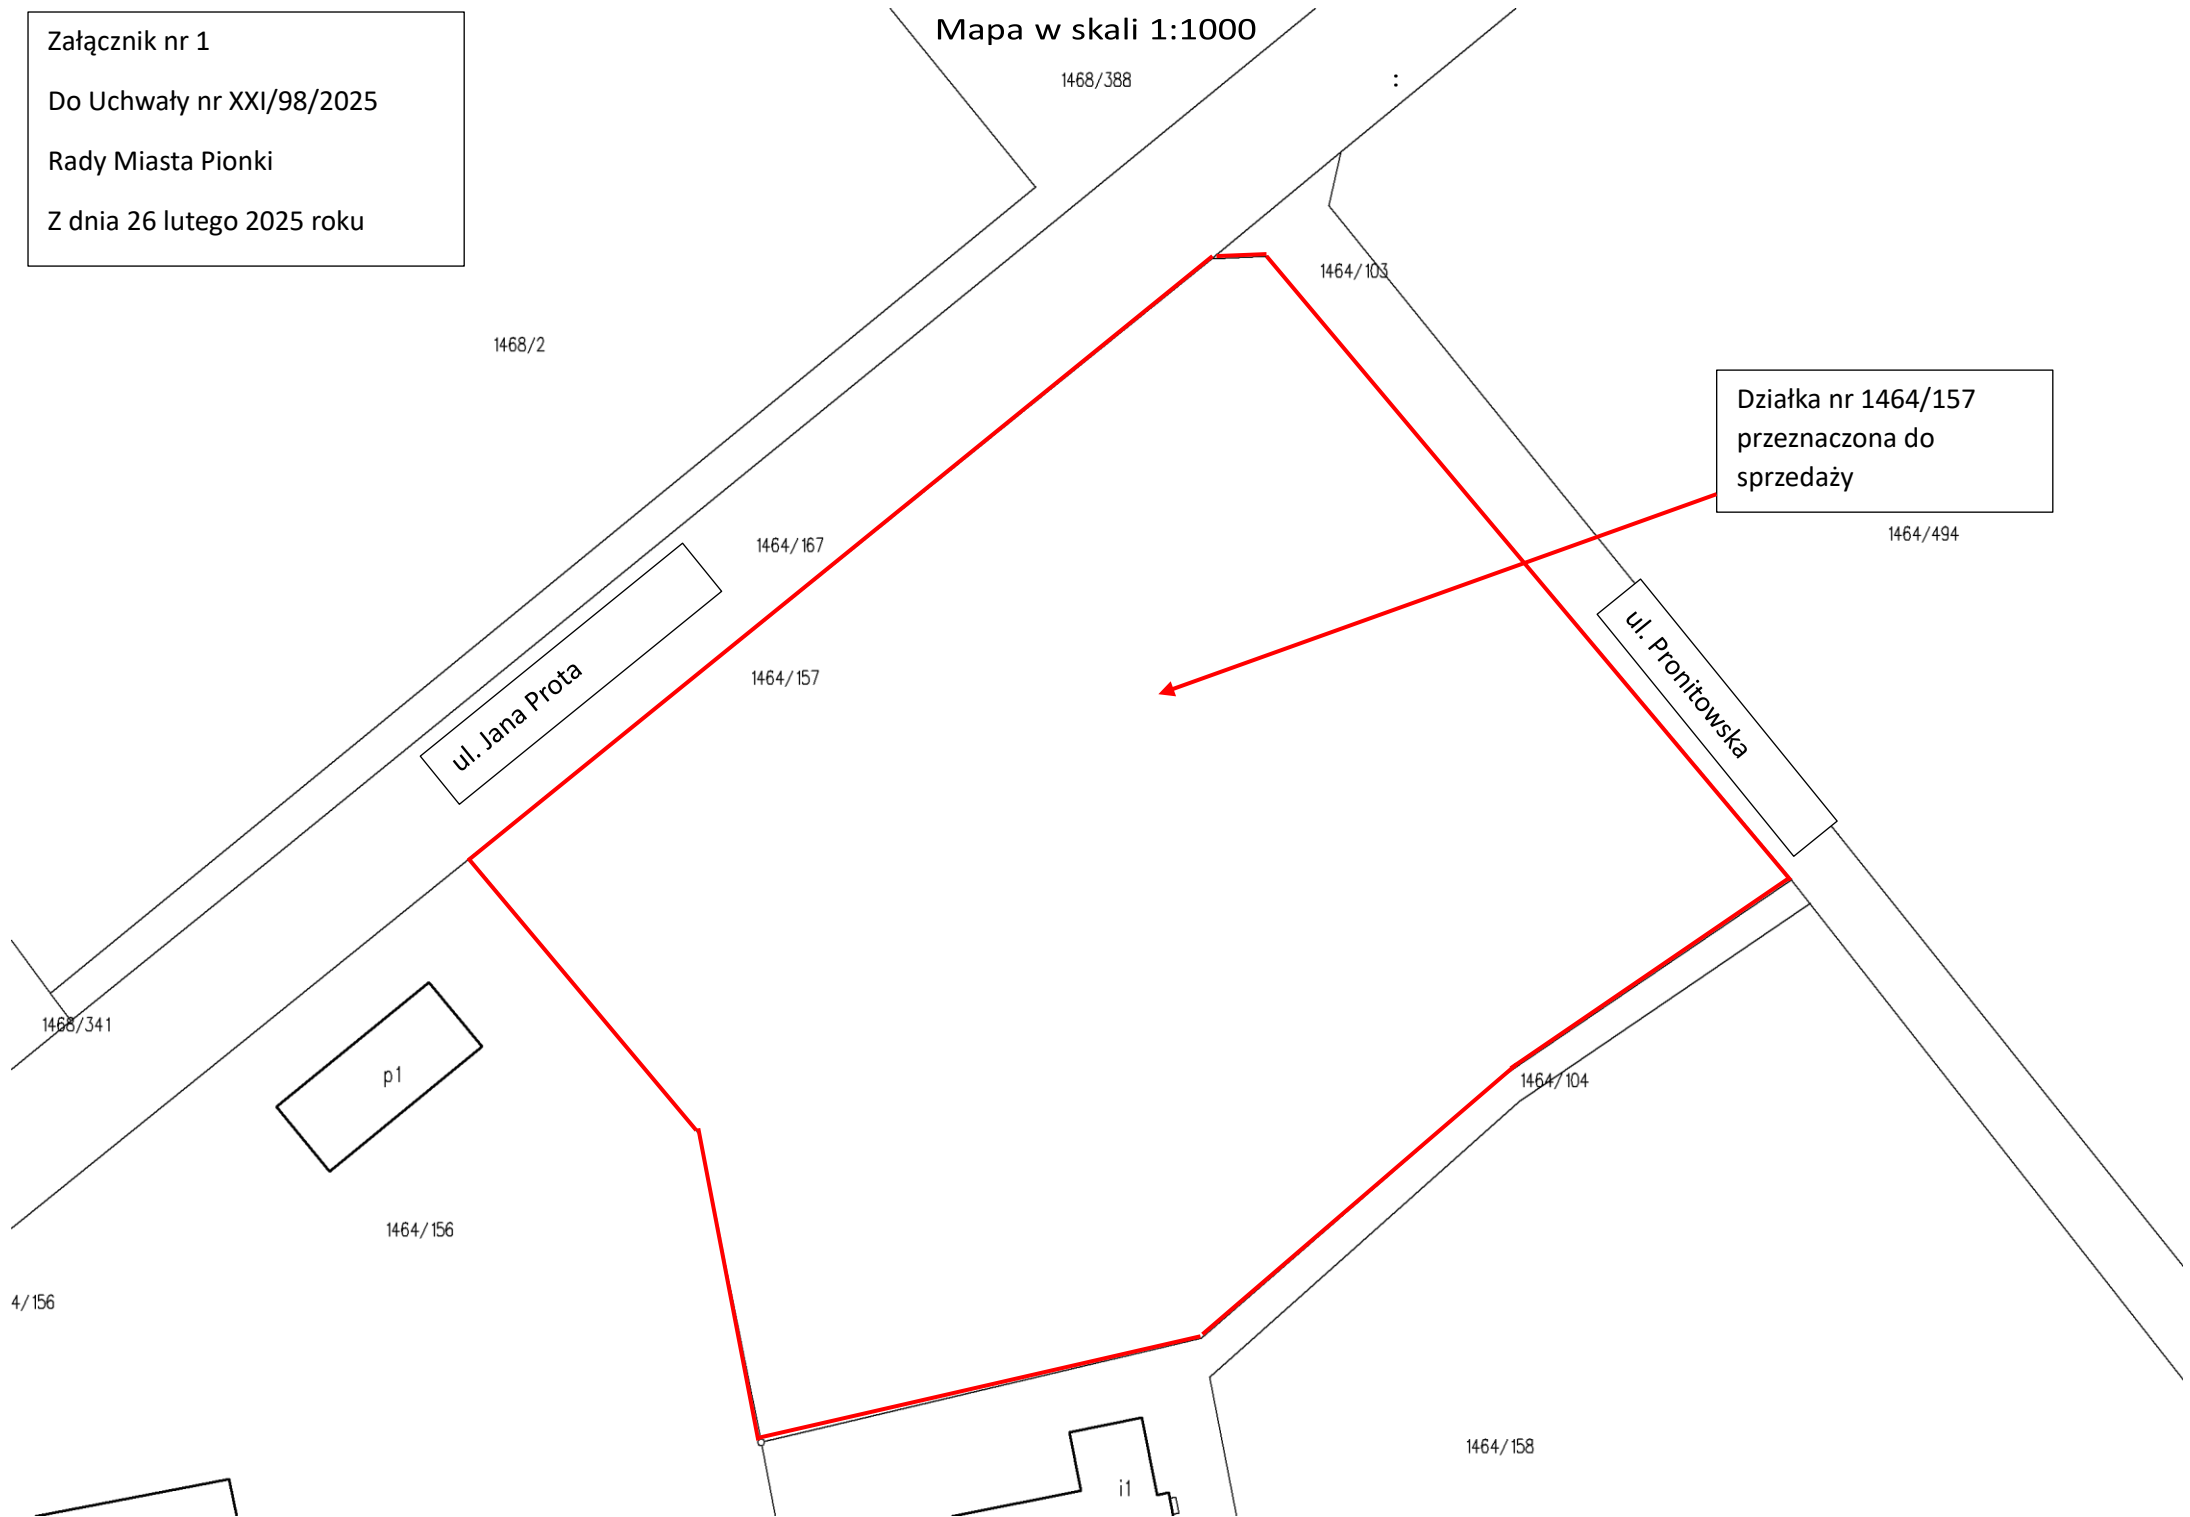 Załącznik nr 1
Do Uchwały nr XXI/98/2025
Rady Miasta Pionki
Z dnia 26 lutego 2025 roku
Mapa w skali 1:1000
1468/388
:
1464/103
1468/2
Działka nr 1464/157
przeznaczona do
sprzedaży
1464/494
1464/167
ul. Jana Prota
1464/157
ul. Pronitowska
1468/341
p1
1464/104
1464/156
4/156
1464/158
i1